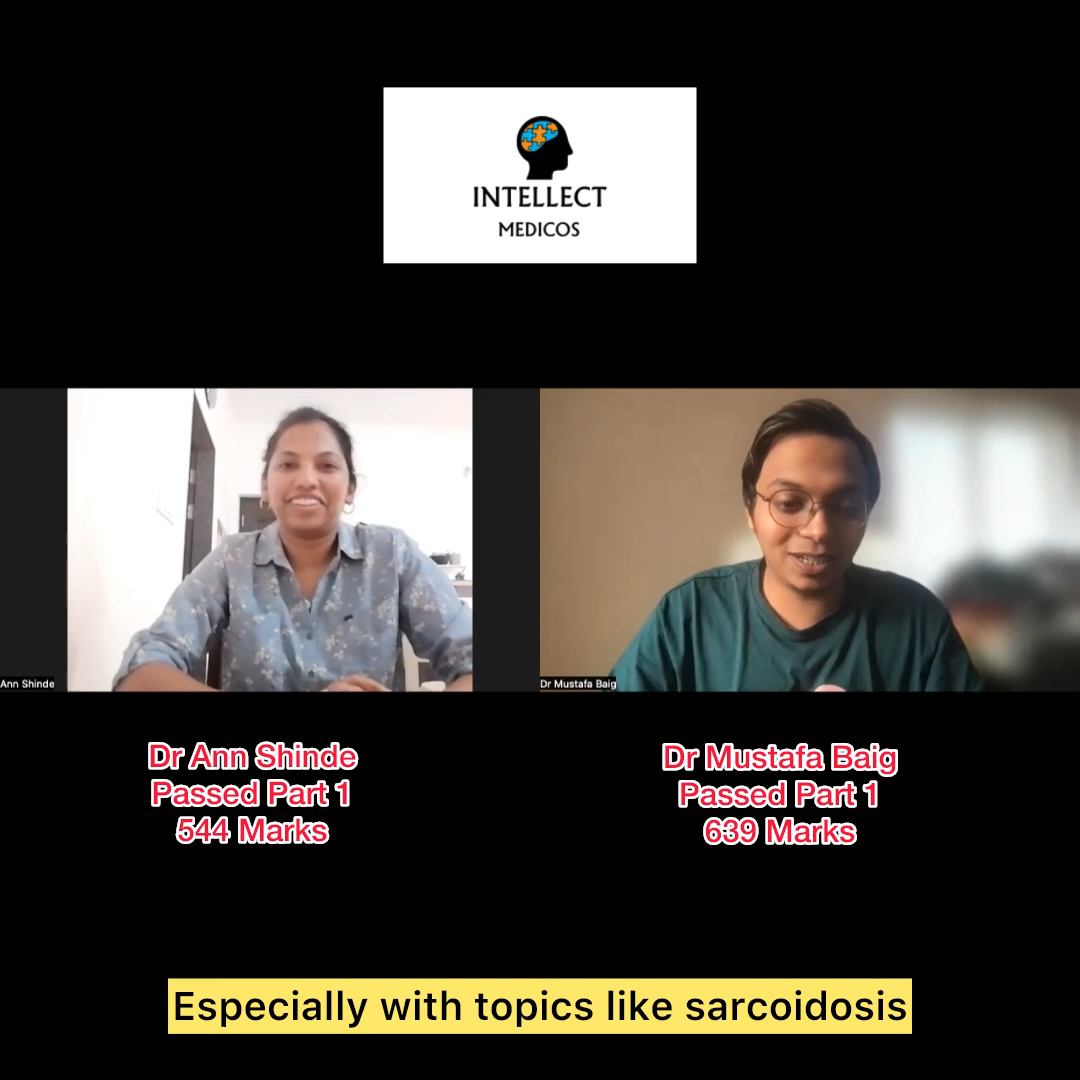 INTELLECT
MEDICOS
Ann Shinde
Dr Mustafa Baig
Dr Ann Shinde
Passed Part 1
544 Marks
Dr Mustafa Baig
Passed Part 1
639 Marks
Especially with topics like sarcoidosis